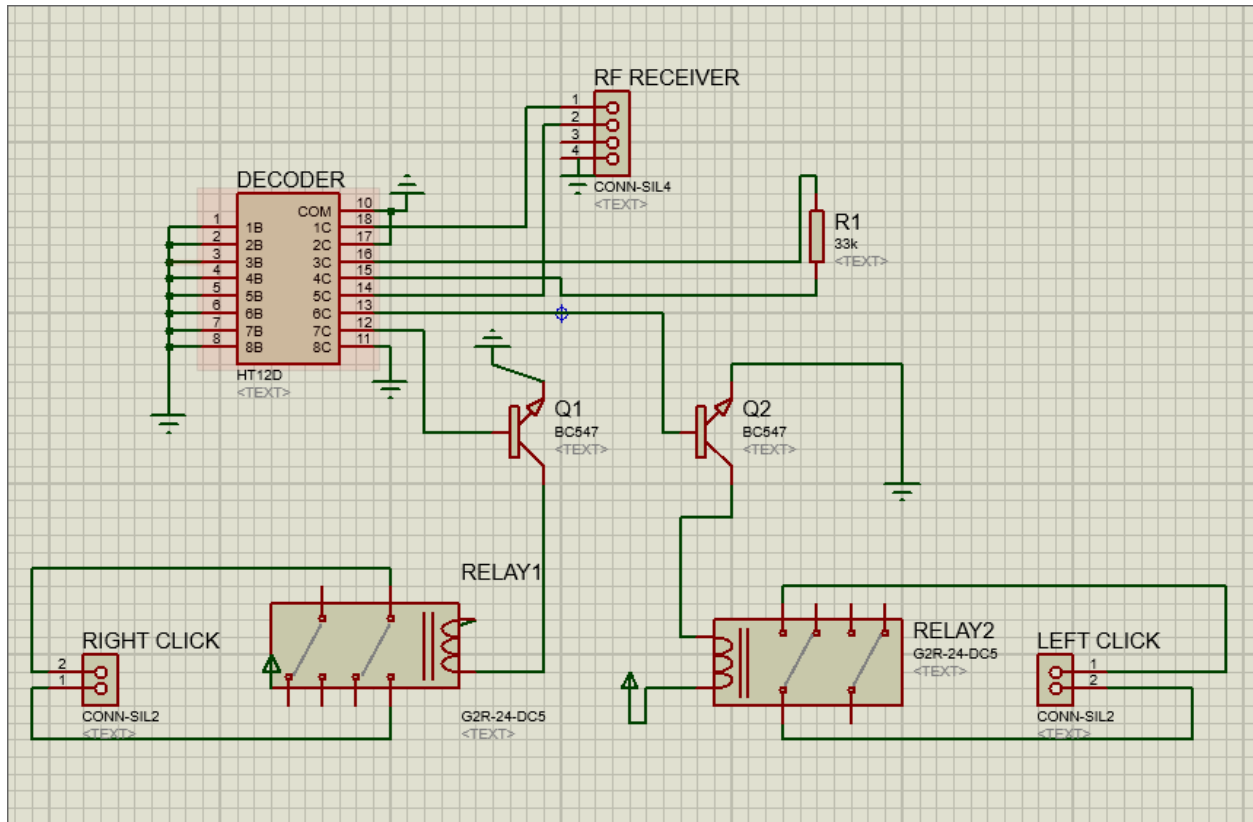 RF RECEIVER
1
2
3
4
CONN-SIL4
<TEXT>
DECODER
COM 10
1 1B 1C 18
2 2B 2C 17
3 3B 3C 16
4 4B 4C 15
5 5B 5C 14
6 6B 6C 13
7 7B 7C 12
8 8B 8C 11
HT12D
<TEXT>
R1
33k
<TEXT>
Q1
BC547
<TEXT>
Q2
BC547
<TEXT>
RELAY1
G2R-24-DC5
<TEXT>
RIGHT CLICK
2
1
CONN-SIL2
<TEXT>
RELAY2
G2R-24-DC5
<TEXT>
LEFT CLICK
1
2
CONN-SIL2
<TEXT>